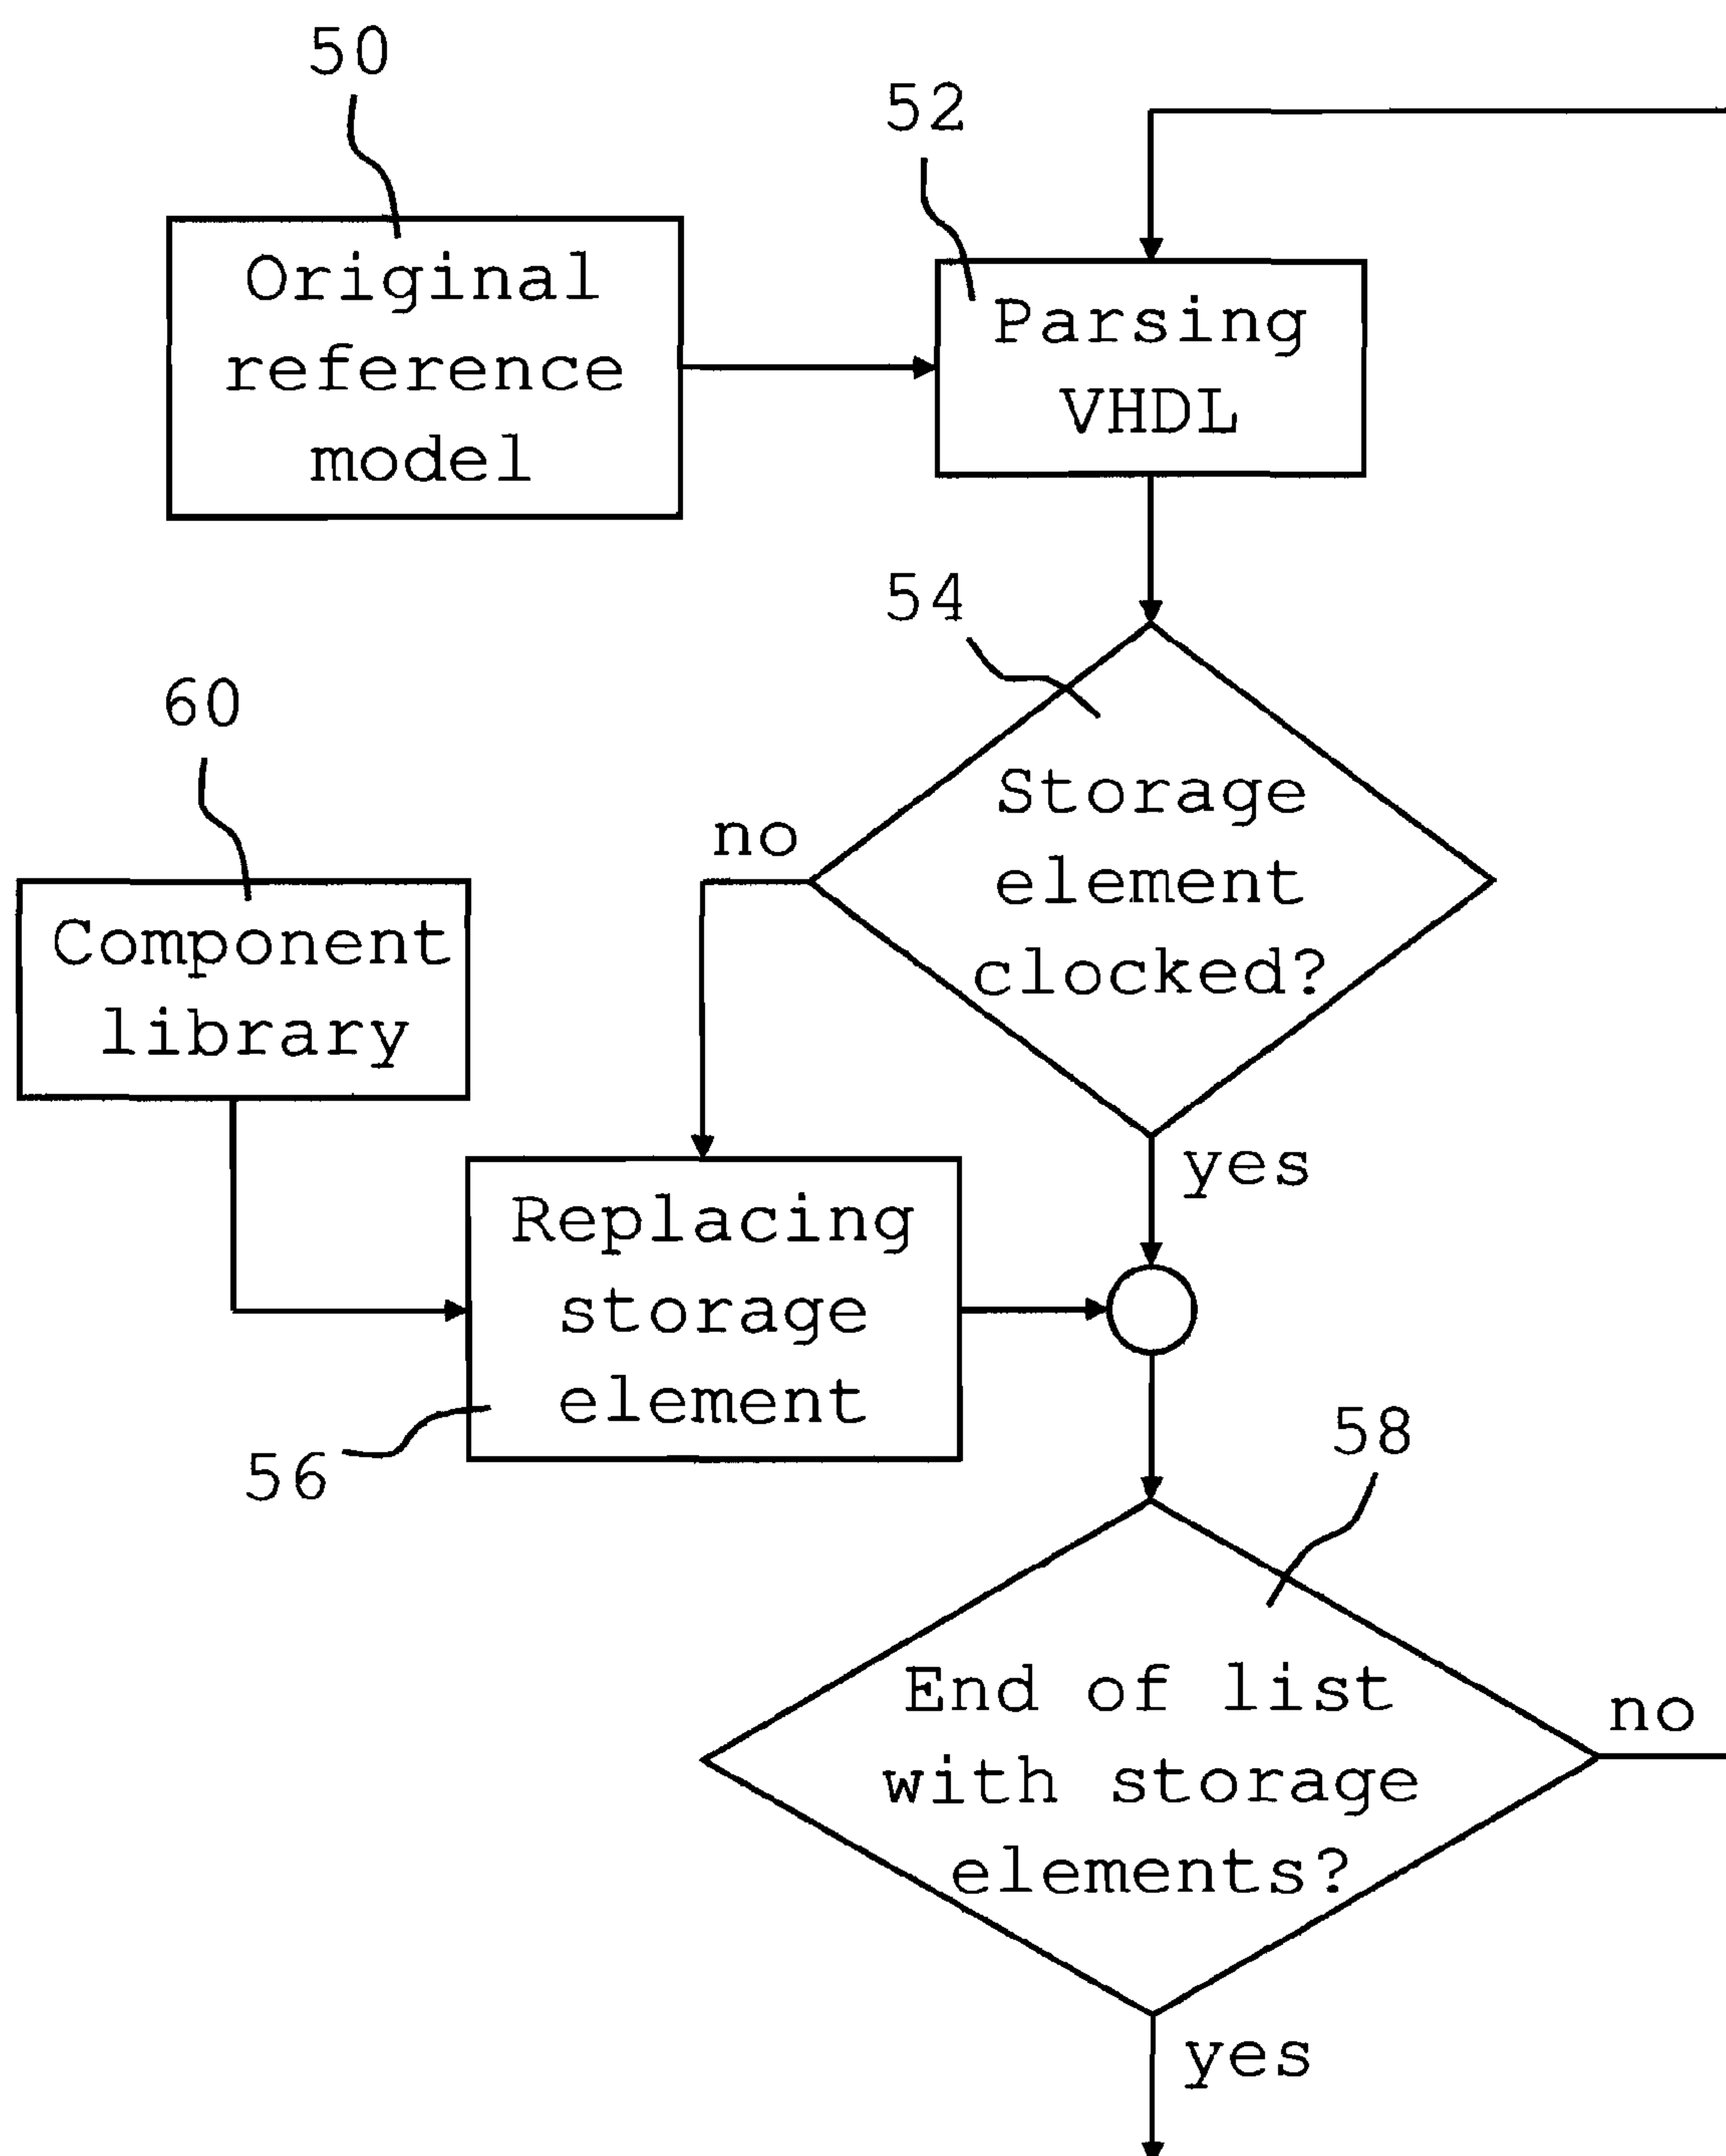 50
52
Original
reference
model
Parsing
VHDL
54
60
Storage
element
clocked?
no
Component
library
yes
Replacing
storage
element
56
58
End of list
with storage
elements?
no
yes